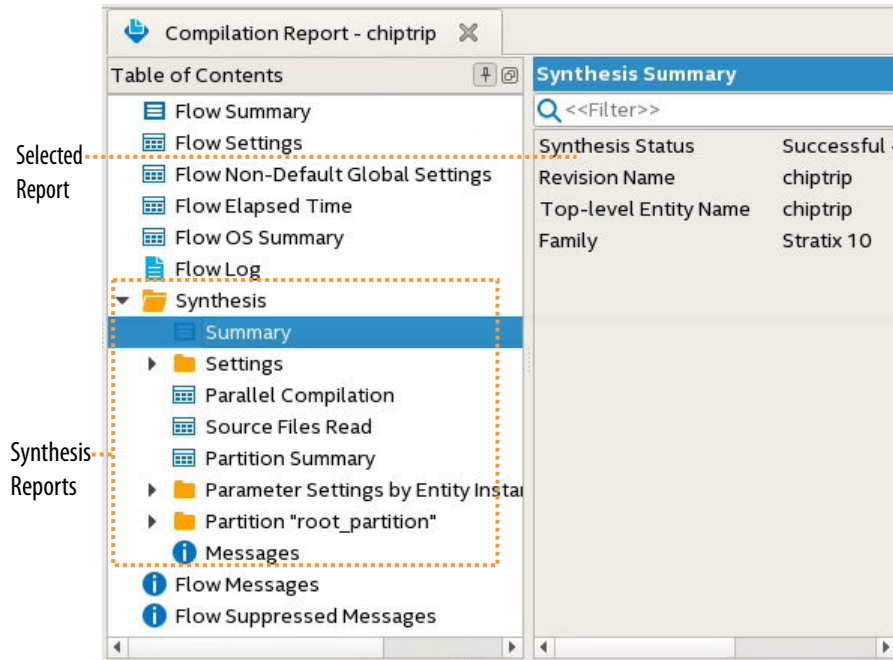 Compilation Report - chiptrip
Table of Contents
Flow Summary
Flow Settings
Flow Non-Default Global Settings
Flow Elapsed Time
Flow OS Summary
Flow Log
Synthesis
Summary
Settings
Parallel Compilation
Source Files Read
Partition Summary
Parameter Settings by Entity Instan
Partition "root_partition"
Messages
Flow Messages
Flow Suppressed Messages
Selected
Report
Synthesis
Reports
Synthesis Summary
<<Filter>>
Synthesis Status Successful -
Revision Name chiptrip
Top-level Entity Name chiptrip
Family Stratix 10